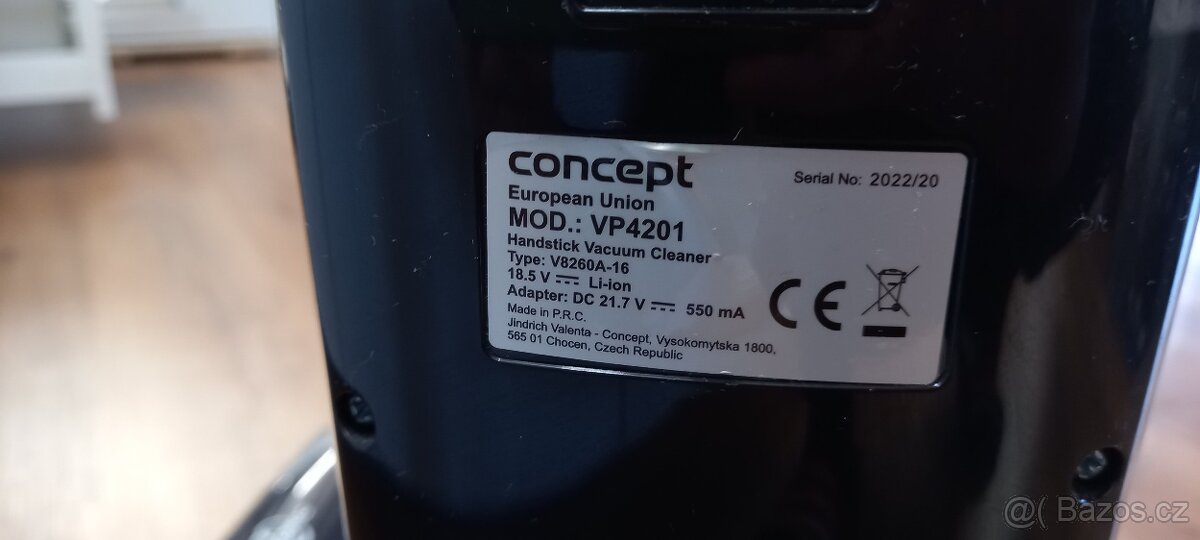 concept
Serial No: 2022/20
European Union
MOD.: VP4201
Handstick Vacuum Cleaner
Type: V8260A-16
18.5 V Li-ion
Adapter: DC 21.7 V 550 mA
CE
Made in P.R.C.
Jindrich Valenta - Concept, Vysokomytska 1800,
565 01 Chocen, Czech Republic
@( Bazos.cz